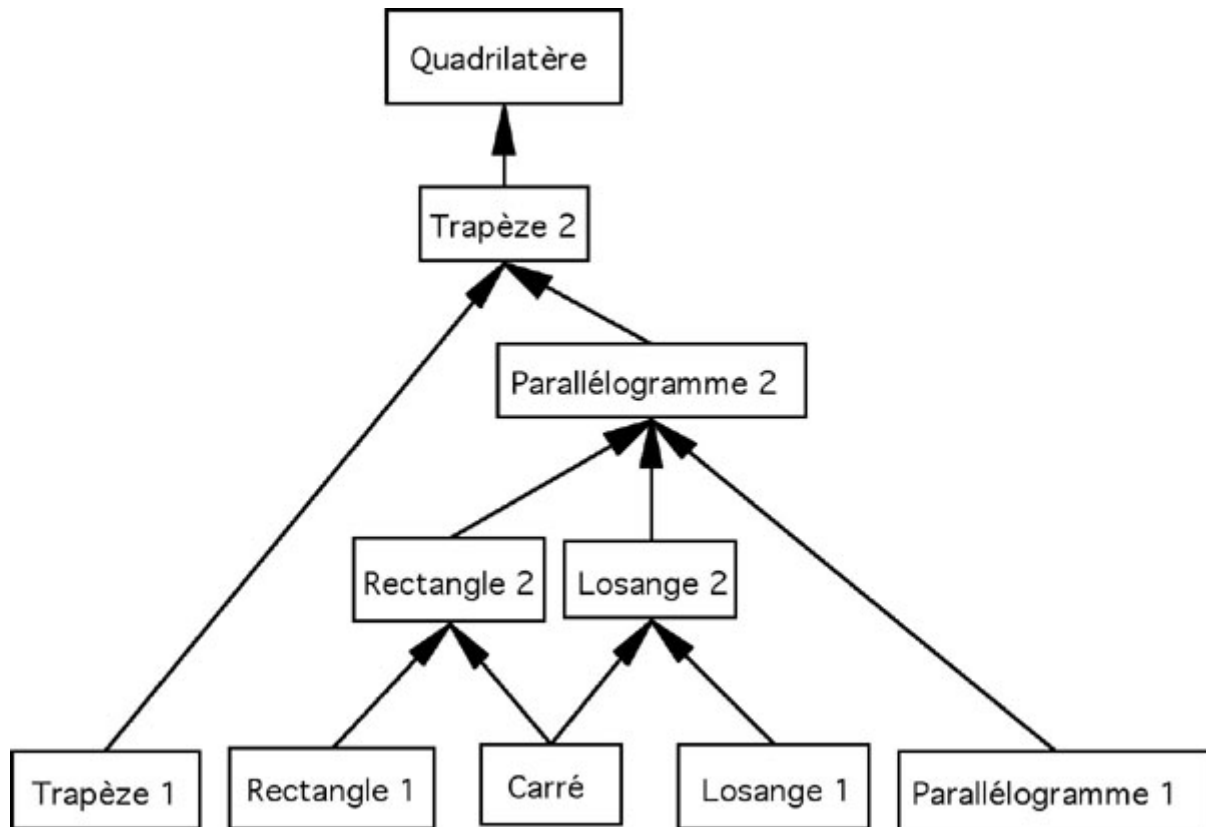 Quadrilatère
Trapèze 2
Parallélogramme 2
Rectangle 2
Losange 2
Trapèze 1
Rectangle 1
Carré
Losange 1
Parallélogramme 1